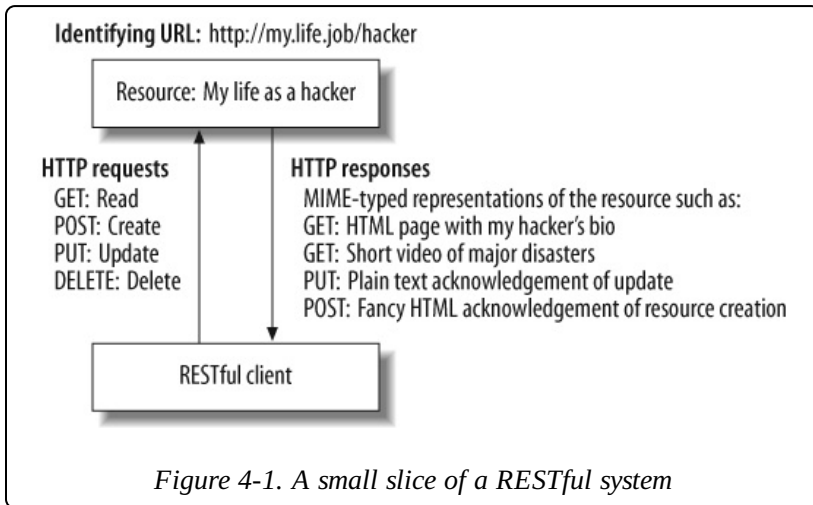 Identifying URL: http://my.life.job/hacker
Resource: My life as a hacker
HTTP requests
GET: Read
POST: Create
PUT: Update
DELETE: Delete
HTTP responses
MIME-typed representations of the resource such as:
GET: HTML page with my hacker’s bio
GET: Short video of major disasters
PUT: Plain text acknowledgement of update
POST: Fancy HTML acknowledgement of resource creation
RESTful client
Figure 4-1. A small slice of a RESTful system